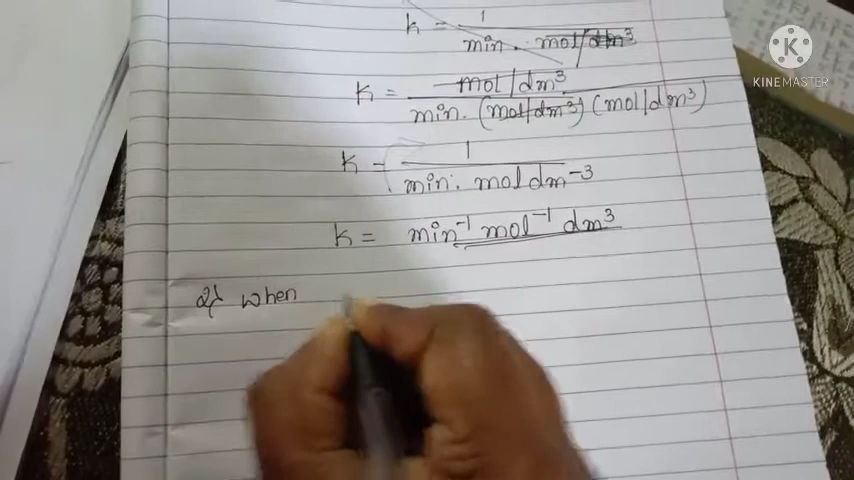 K = 1 / min . mol/dm³
K
KINEMASTER
K = mol/dm³ / min. (mol/dm³) (mol/dm³)
K = 1 / min. mol dm⁻³
K = min⁻¹ mol⁻¹ dm³
when